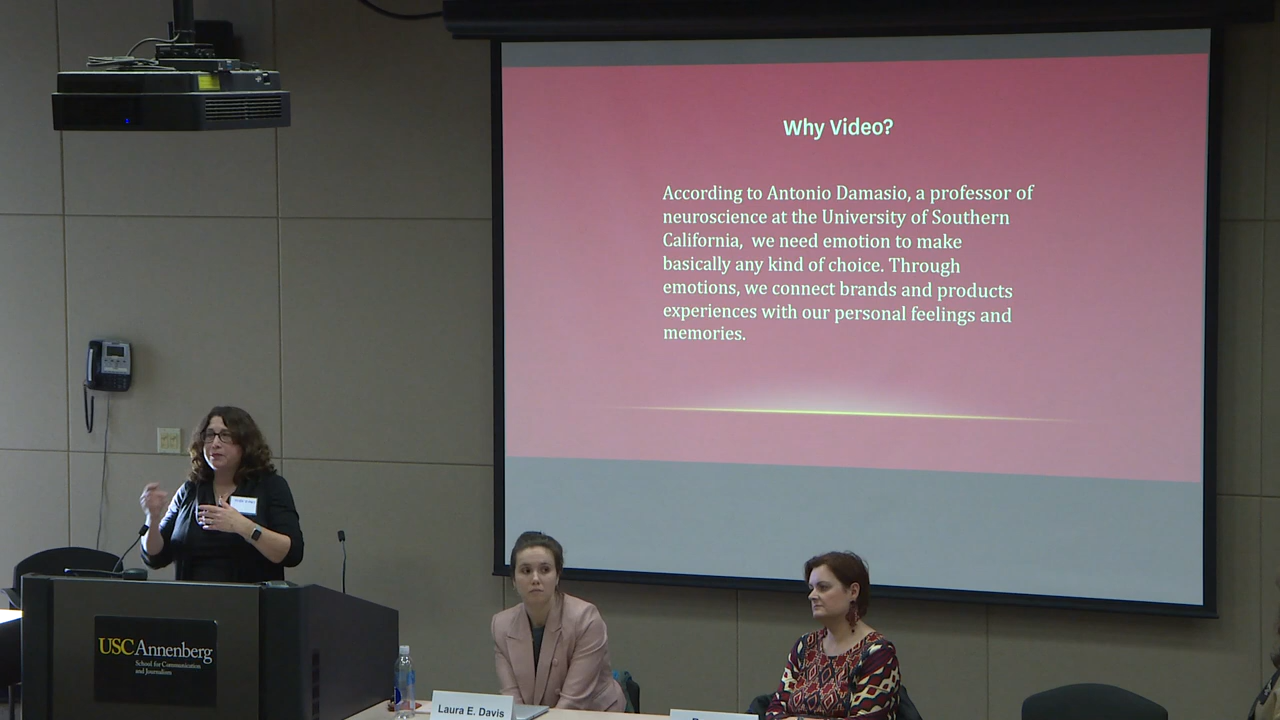 Why Video?
According to Antonio Damasio, a professor of
neuroscience at the University of Southern
California, we need emotion to make
basically any kind of choice. Through
emotions, we connect brands and products
experiences with our personal feelings and
memories.
USCAnnenberg
School for Communication
and Journalism
Laura E. Davis